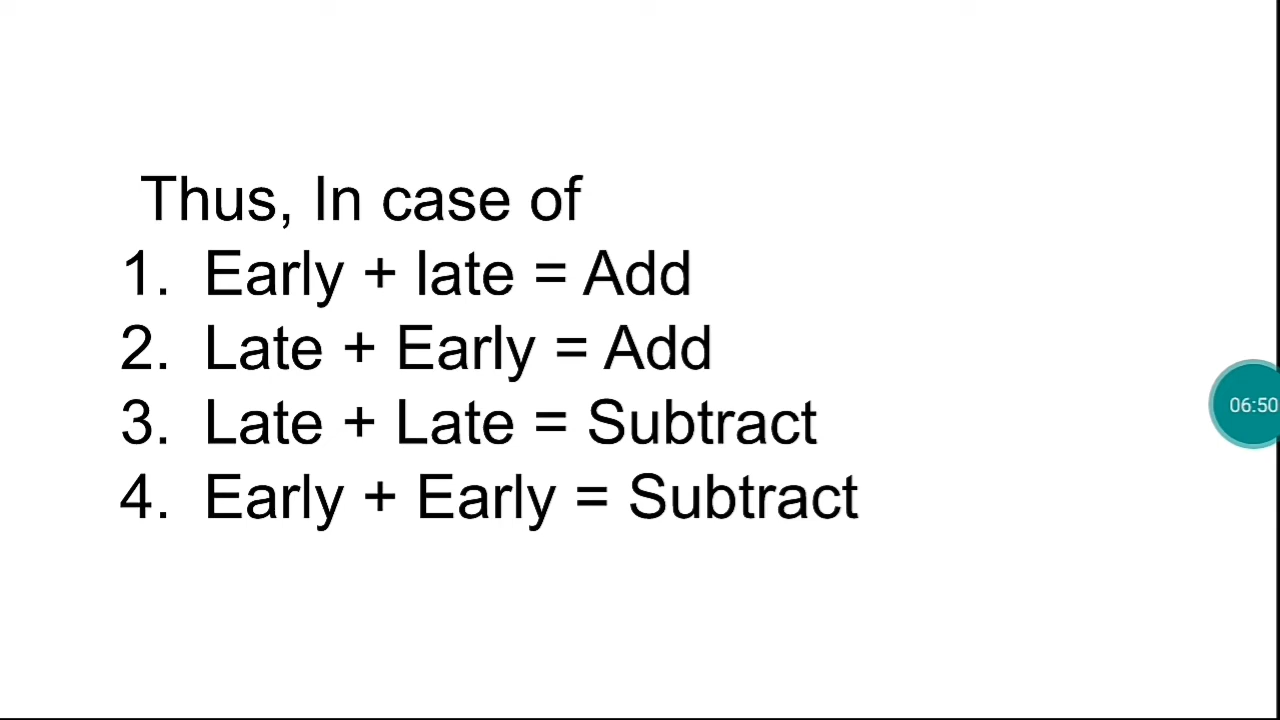 Thus, In case of
1. Early + late = Add
2. Late + Early = Add
3. Late + Late = Subtract
4. Early + Early = Subtract
06:50